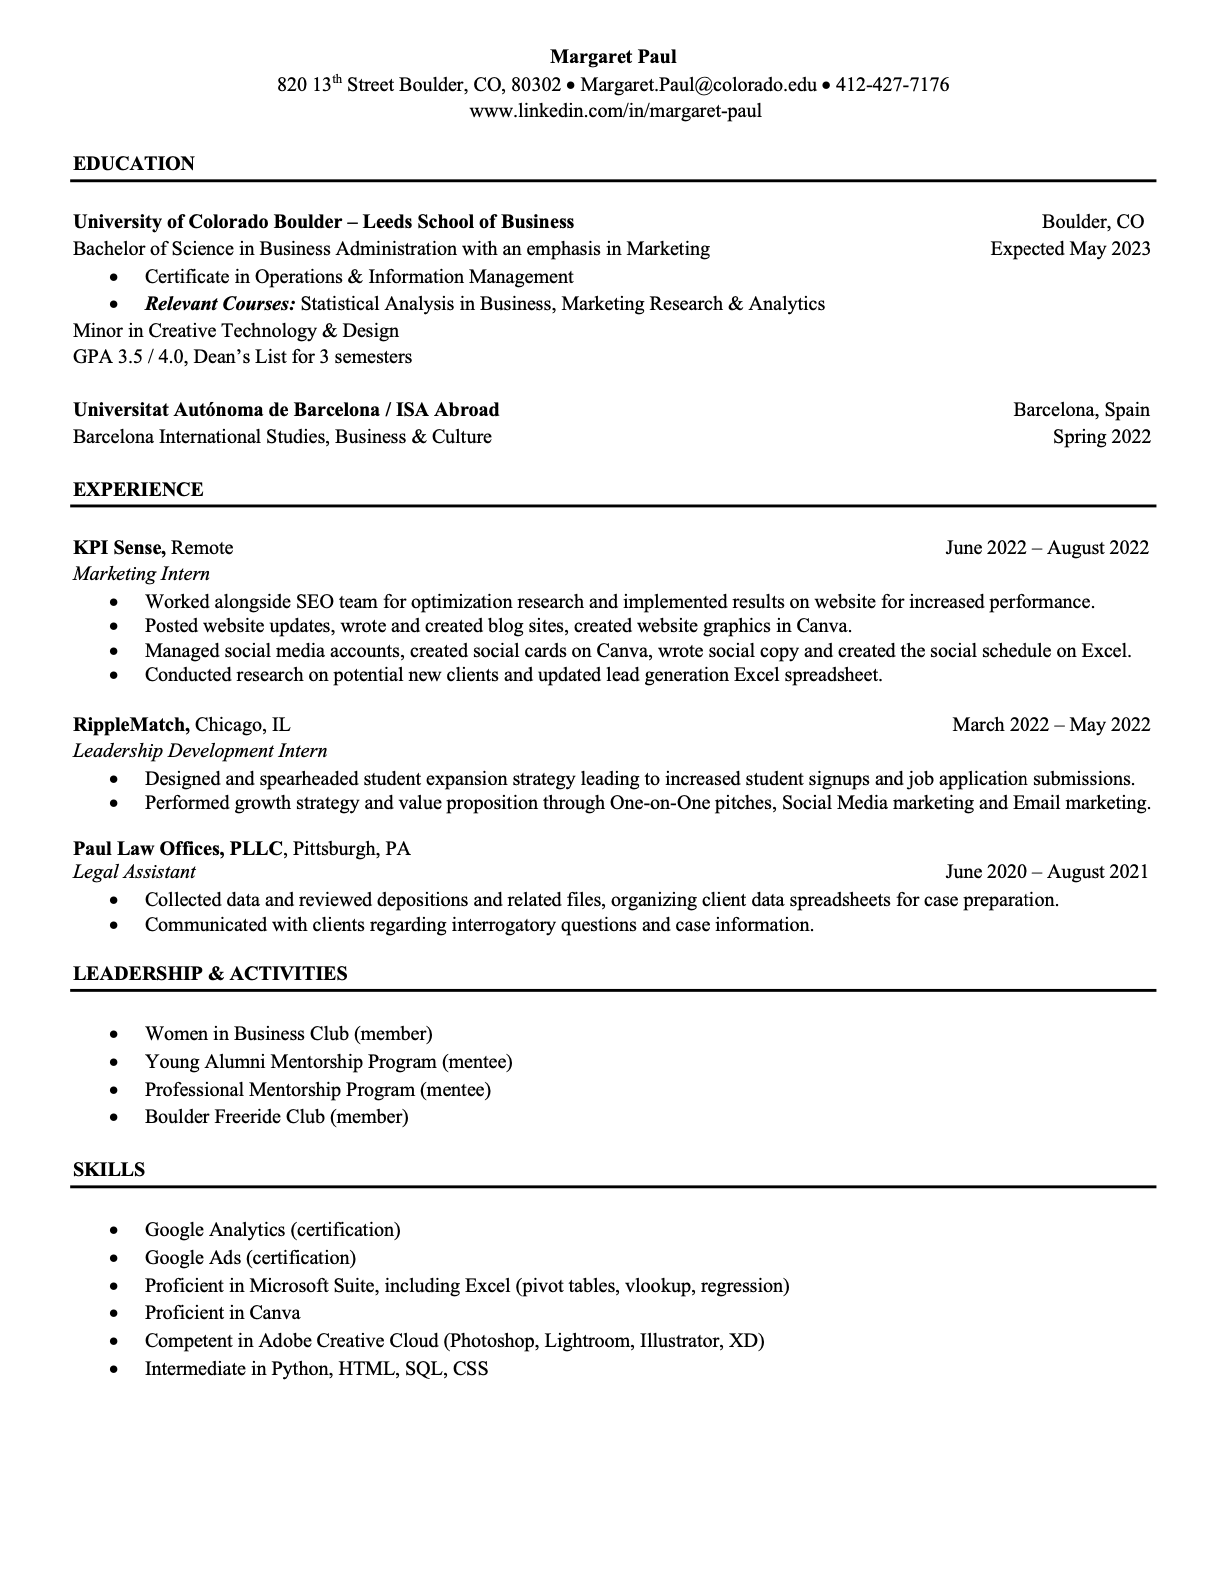 Margaret Paul
820 13th Street Boulder, CO, 80302 • Margaret.Paul@colorado.edu • 412-427-7176
www.linkedin.com/in/margaret-paul
EDUCATION
University of Colorado Boulder – Leeds School of Business Boulder, CO
Bachelor of Science in Business Administration with an emphasis in Marketing Expected May 2023
• Certificate in Operations & Information Management
• Relevant Courses: Statistical Analysis in Business, Marketing Research & Analytics
Minor in Creative Technology & Design
GPA 3.5 / 4.0, Dean’s List for 3 semesters
Universitat Autónoma de Barcelona / ISA Abroad Barcelona, Spain
Barcelona International Studies, Business & Culture Spring 2022
EXPERIENCE
KPI Sense, Remote June 2022 – August 2022
Marketing Intern
• Worked alongside SEO team for optimization research and implemented results on website for increased performance.
• Posted website updates, wrote and created blog sites, created website graphics in Canva.
• Managed social media accounts, created social cards on Canva, wrote social copy and created the social schedule on Excel.
• Conducted research on potential new clients and updated lead generation Excel spreadsheet.
RippleMatch, Chicago, IL March 2022 – May 2022
Leadership Development Intern
• Designed and spearheaded student expansion strategy leading to increased student signups and job application submissions.
• Performed growth strategy and value proposition through One-on-One pitches, Social Media marketing and Email marketing.
Paul Law Offices, PLLC, Pittsburgh, PA
Legal Assistant June 2020 – August 2021
• Collected data and reviewed depositions and related files, organizing client data spreadsheets for case preparation.
• Communicated with clients regarding interrogatory questions and case information.
LEADERSHIP & ACTIVITIES
• Women in Business Club (member)
• Young Alumni Mentorship Program (mentee)
• Professional Mentorship Program (mentee)
• Boulder Freeride Club (member)
SKILLS
• Google Analytics (certification)
• Google Ads (certification)
• Proficient in Microsoft Suite, including Excel (pivot tables, vlookup, regression)
• Proficient in Canva
• Competent in Adobe Creative Cloud (Photoshop, Lightroom, Illustrator, XD)
• Intermediate in Python, HTML, SQL, CSS